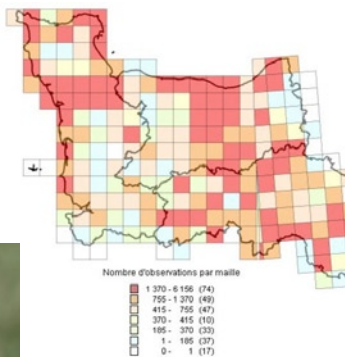 Nombre d'observations par maille
1 370 - 6 156 (74)
755 - 1 370 (49)
415 - 755 (47)
370 - 415 (10)
185 - 370 (33)
1 - 185 (37)
0 - 1 (17)